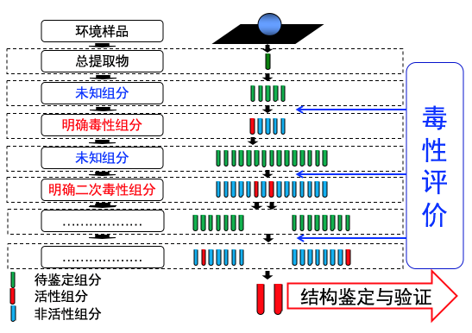 环境样品
总提取物
未知组分
明确毒性组分
未知组分
明确二次毒性组分
………………
………………
毒性评价
待鉴定组分
活性组分
非活性组分
结构鉴定与验证